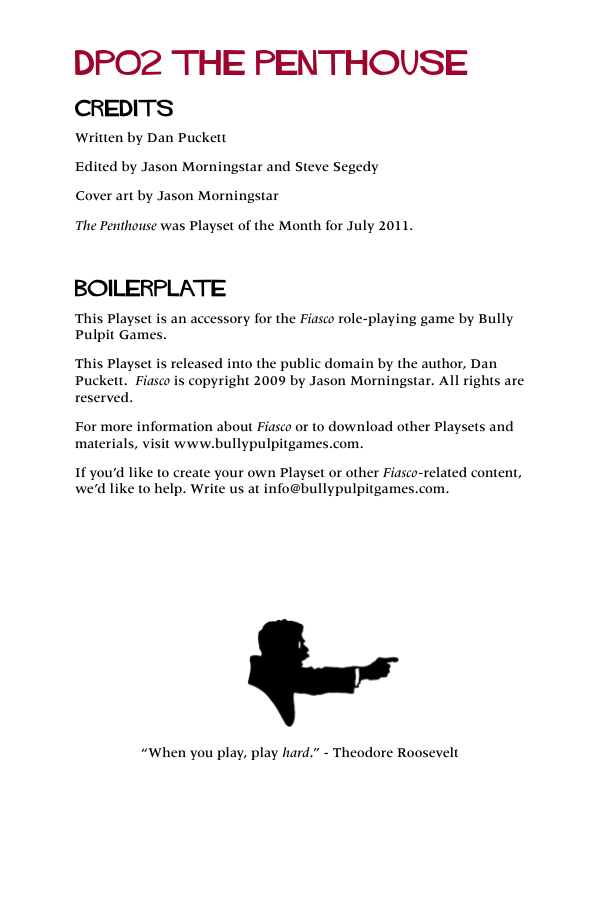 DP02 THE PENTHOUSE
CREDITS
Written by Dan Puckett
Edited by Jason Morningstar and Steve Segedy
Cover art by Jason Morningstar
The Penthouse was Playset of the Month for July 2011.
BOILERPLATE
This Playset is an accessory for the Fiasco role-playing game by Bully
Pulpit Games.
This Playset is released into the public domain by the author, Dan
Puckett.  Fiasco is copyright 2009 by Jason Morningstar. All rights are
reserved.
For more information about Fiasco or to download other Playsets and
materials, visit www.bullypulpitgames.com.
If you’d like to create your own Playset or other Fiasco-related content,
we’d like to help. Write us at info@bullypulpitgames.com.
“When you play, play hard.” - Theodore Roosevelt